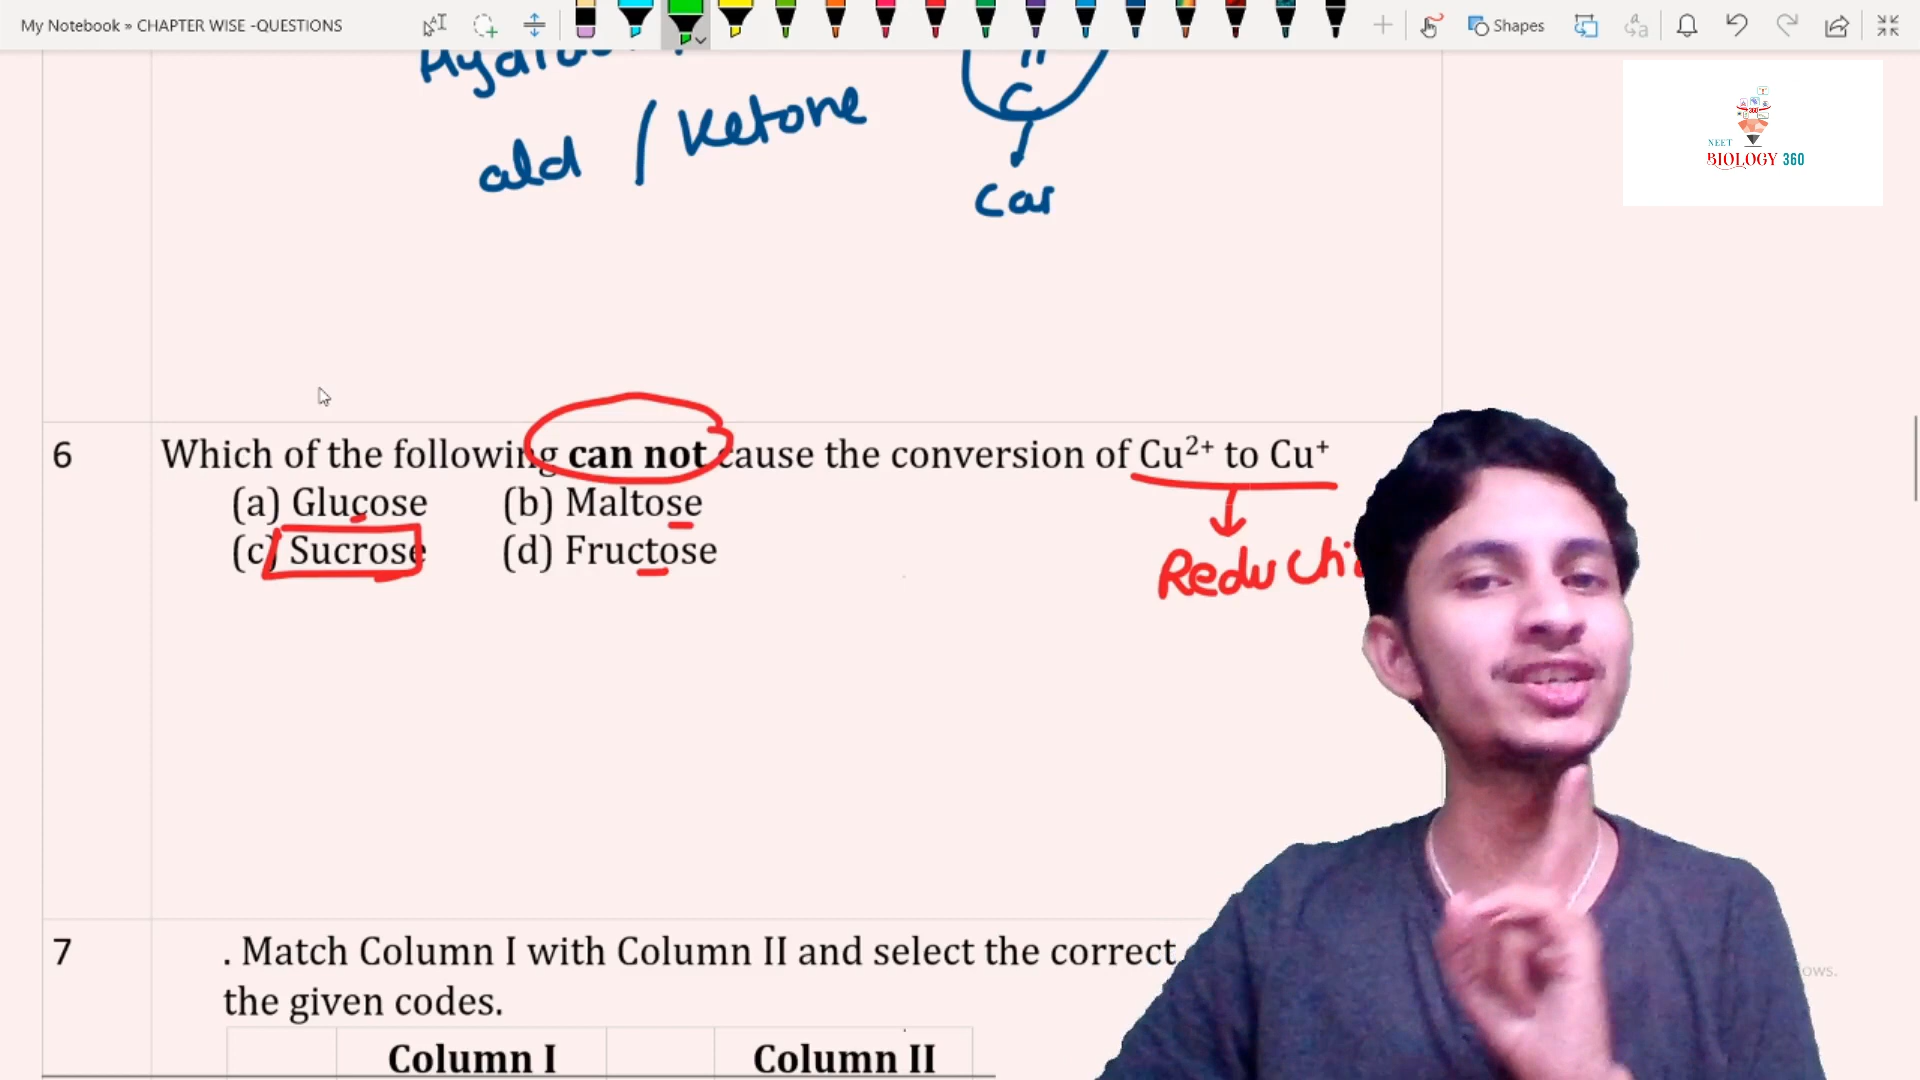 My Notebook » CHAPTER WISE -QUESTIONS
Shapes
ald / Ketone
C
Car
NEET
BIOLOGY 360
6 Which of the following can not cause the conversion of Cu²⁺ to Cu⁺
(a) Glucose (b) Maltose
(c) Sucrose (d) Fructose
7 . Match Column I with Column II and select the correct
the given codes.
Column I Column II